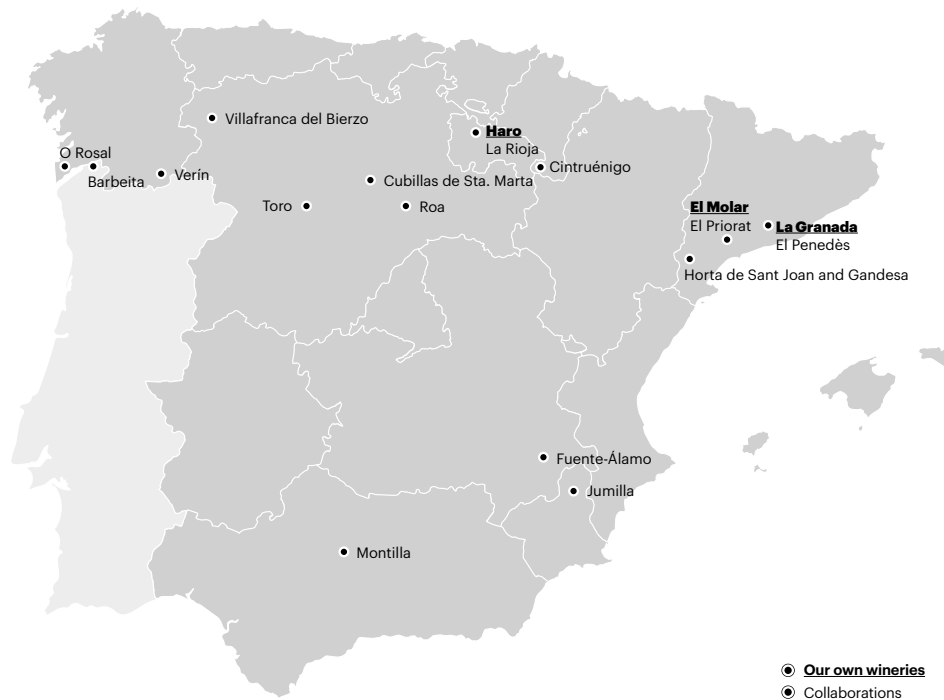 Villafranca del Bierzo
Haro
La Rioja
O Rosal
Barbeita
Verín
Cintruénigo
Cubillas de Sta. Marta
Toro
Roa
El Molar
El Priorat
La Granada
El Penedès
Horta de Sant Joan and Gandesa
Fuente-Álamo
Jumilla
Montilla
Our own wineries
Collaborations